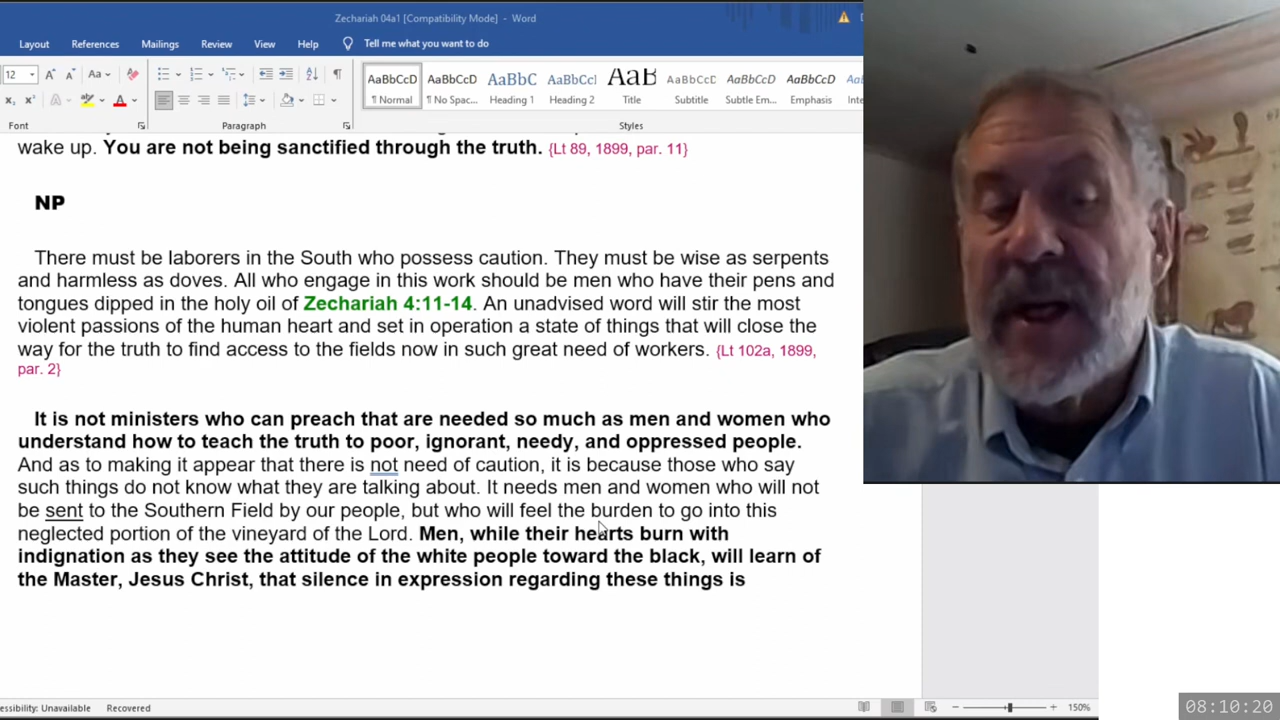 Zechariah 04a1 [Compatibility Mode] - Word
Layout References Mailings Review View Help Tell me what you want to do
12 Aa
AaBbCcD AaBbCcD AaBbC AaBbCcI AaB AaBbCcD AaBbCcD AaBbCcD
¶ Normal ¶ No Spac... Heading 1 Heading 2 Title Subtitle Subtle Em... Emphasis
Font Paragraph Styles
wake up. You are not being sanctified through the truth. {Lt 89, 1899, par. 11}
NP
There must be laborers in the South who possess caution. They must be wise as serpents
and harmless as doves. All who engage in this work should be men who have their pens and
tongues dipped in the holy oil of Zechariah 4:11-14. An unadvised word will stir the most
violent passions of the human heart and set in operation a state of things that will close the
way for the truth to find access to the fields now in such great need of workers. {Lt 102a, 1899,
par. 2}
It is not ministers who can preach that are needed so much as men and women who
understand how to teach the truth to poor, ignorant, needy, and oppressed people.
And as to making it appear that there is not need of caution, it is because those who say
such things do not know what they are talking about. It needs men and women who will not
be sent to the Southern Field by our people, but who will feel the burden to go into this
neglected portion of the vineyard of the Lord. Men, while their hearts burn with
indignation as they see the attitude of the white people toward the black, will learn of
the Master, Jesus Christ, that silence in expression regarding these things is
essibility: Unavailable Recovered 150%
08:10:20